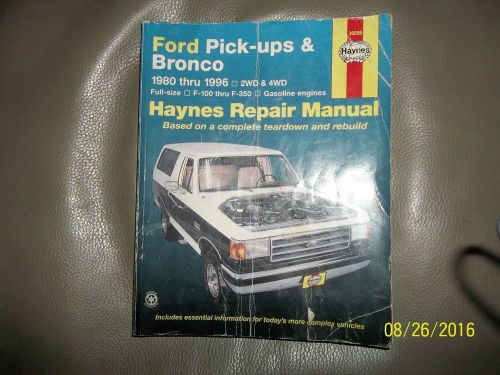 Ford Pick-ups &
Bronco
1980 thru 1996 □ 2WD & 4WD
Full-size □ F-100 thru F-350 □ Gasoline engines
Haynes Repair Manual
Based on a complete teardown and rebuild
36058
Haynes
Includes essential information for today's more complex vehicles
08/26/2016